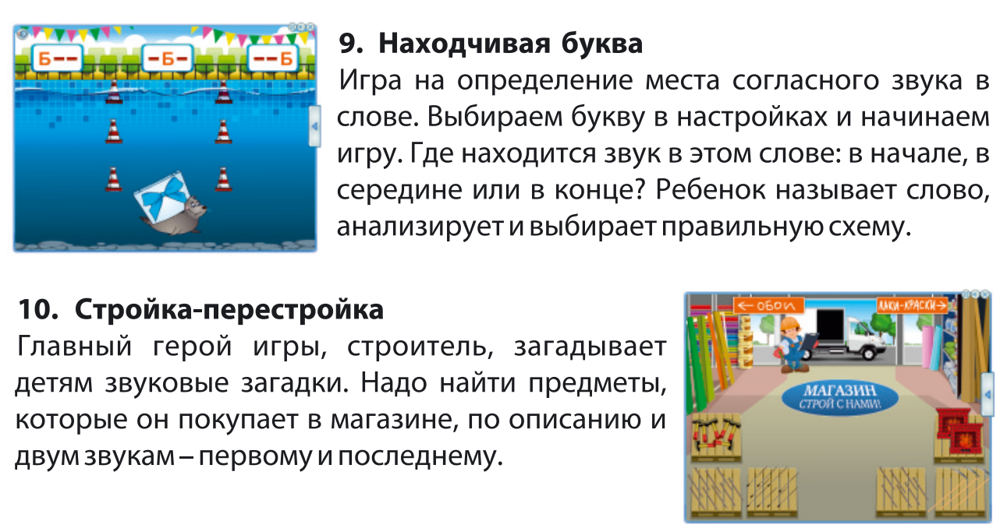 Б--
-Б-
--Б
9. Находчивая буква
Игра на определение места согласного звука в
слове. Выбираем букву в настройках и начинаем
игру. Где находится звук в этом слове: в начале, в
середине или в конце? Ребенок называет слово,
анализирует и выбирает правильную схему.
10. Стройка-перестройка
Главный герой игры, строитель, загадывает
детям звуковые загадки. Надо найти предметы,
которые он покупает в магазине, по описанию и
двум звукам – первому и последнему.
← ОБОИ
ЛАКИ-КРАСКИ →
МАГАЗИН
СТРОЙ С НАМИ!